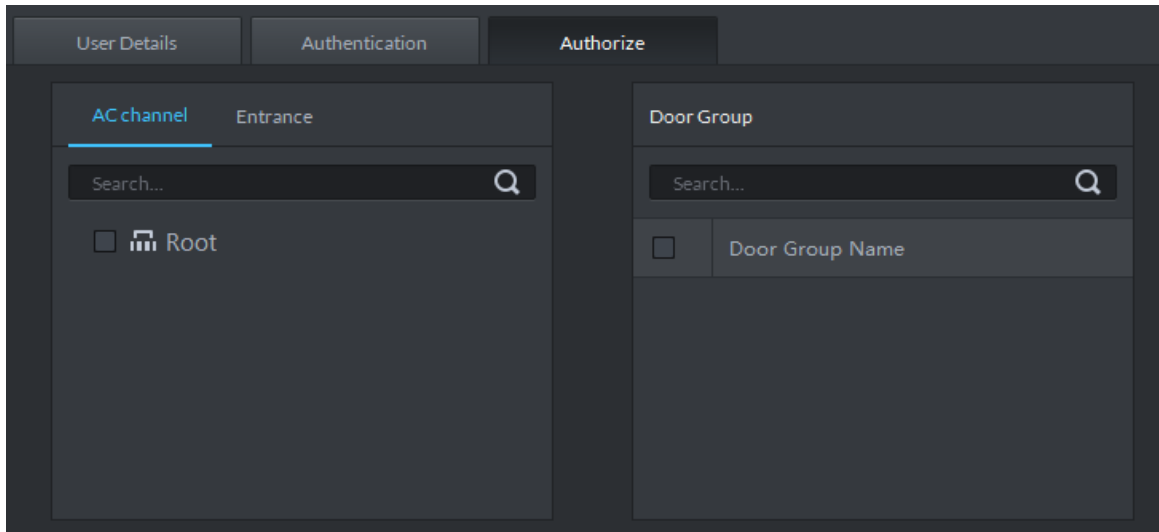 User Details
Authentication
Authorize
AC channel
Entrance
Search...
Root
Door Group
Search...
Door Group Name